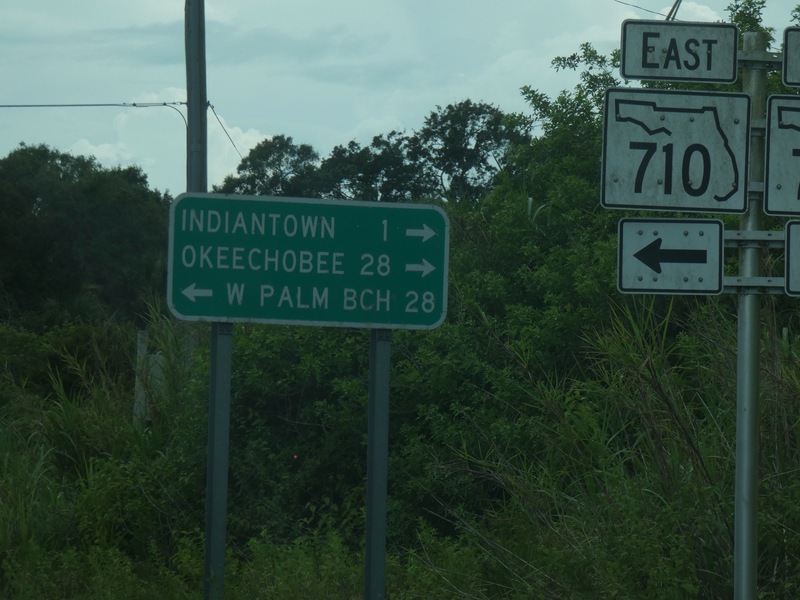 INDIANTOWN 1 →
OKEECHOBEE 28 →
← W PALM BCH 28
EAST
710
←